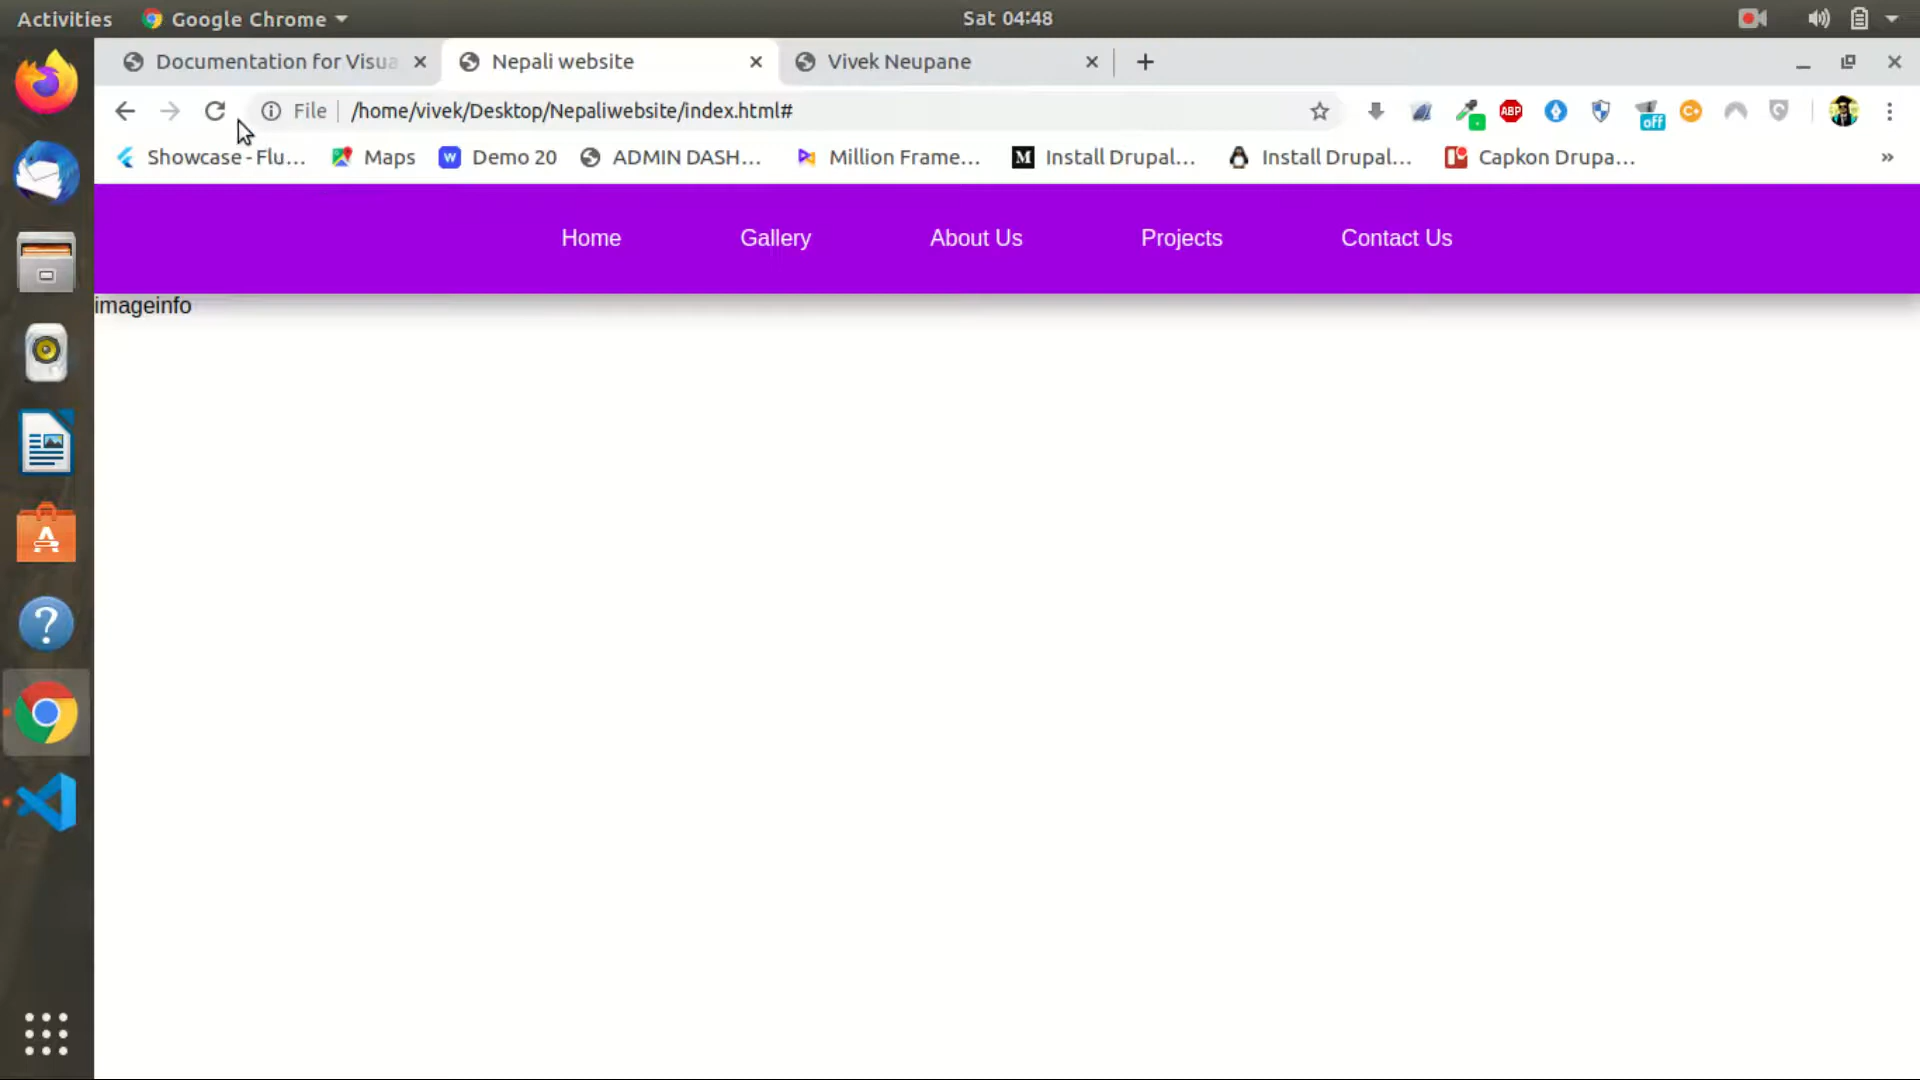 Activities Google Chrome Sat 04:48
Documentation for Visua Nepali website Vivek Neupane
File /home/vivek/Desktop/Nepaliwebsite/index.html# ABP off C+
Showcase - Flu... Maps w Demo 20 ADMIN DASH... Million Frame... M Install Drupal... Install Drupal... Capkon Drupa... »
Home Gallery About Us Projects Contact Us
imageinfo